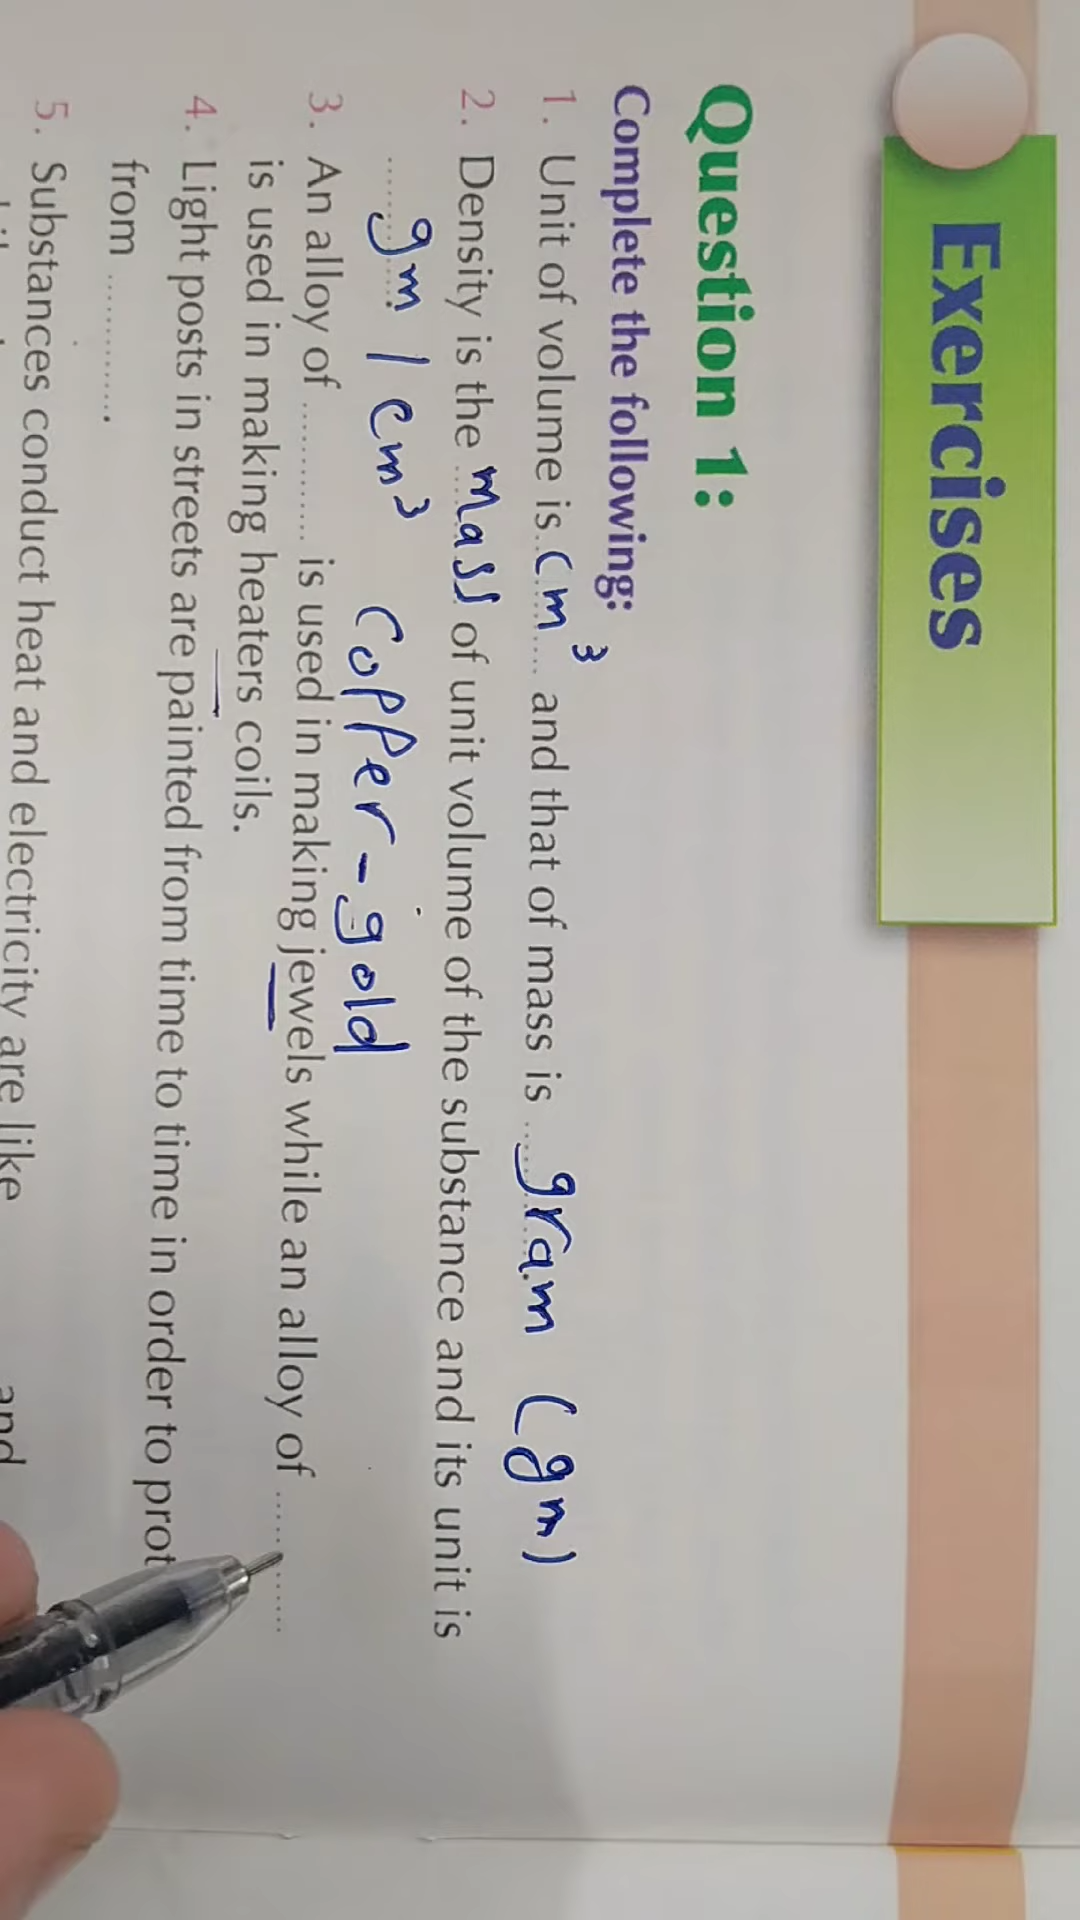 Exercises
Question 1:
Complete the following:
1. Unit of volume is cm³ and that of mass is gram (gm)
2. Density is the mass of unit volume of the substance and its unit is
gm / cm³
copper - gold
3. An alloy of ............ is used in making jewels while an alloy of ............
is used in making heaters coils.
4. Light posts in streets are painted from time to time in order to
from ............
5. Substances conduct heat and electricity are like and